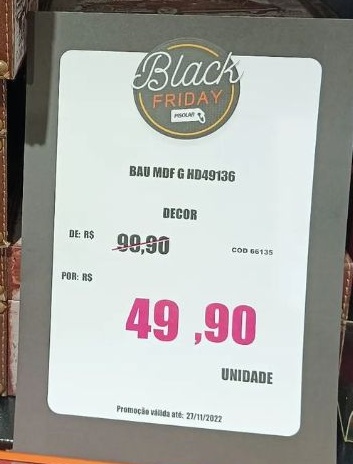 Black
FRIDAY
PISOLAR
BAU MDF G HD49136
DECOR
DE: R$ 90,90
COD 66135
POR: R$
49 ,90
UNIDADE
Promoção válida até: 27/11/2022